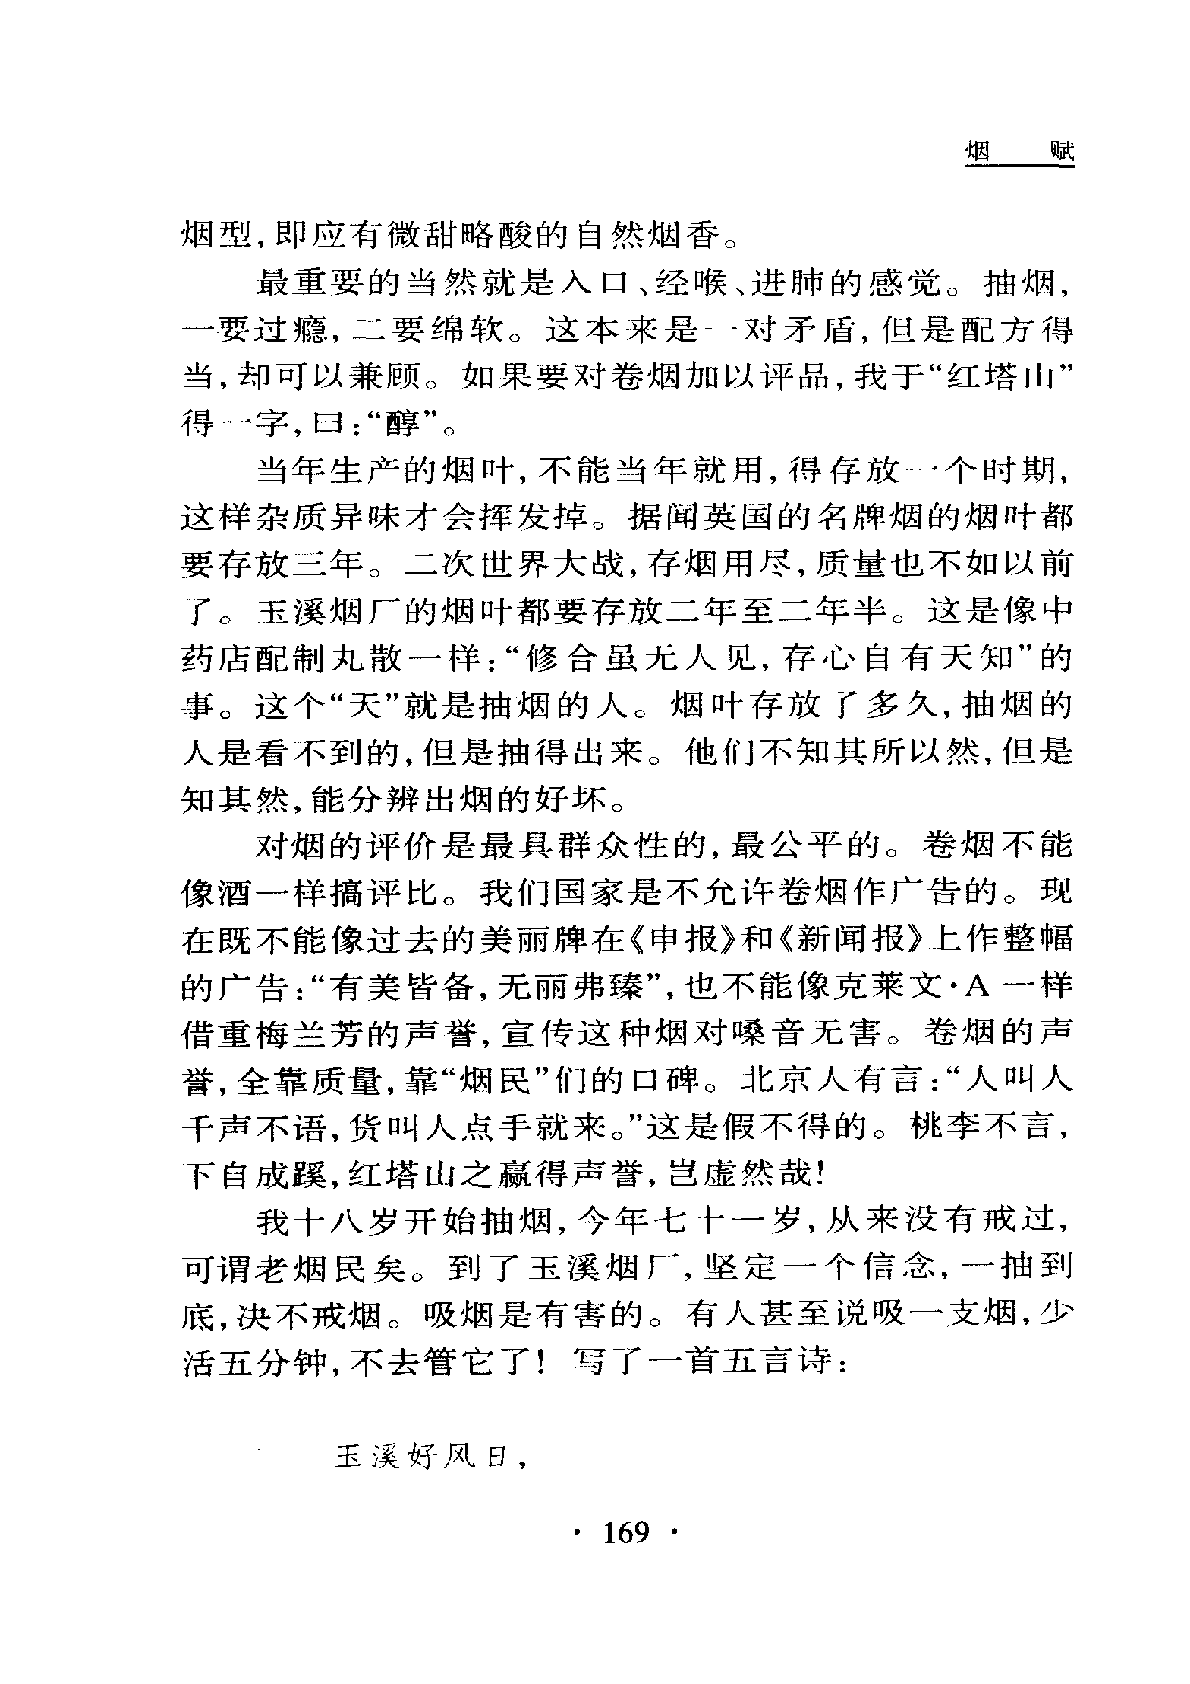 烟　　赋
烟型,即应有微甜略酸的自然烟香。
最重要的当然就是入口、经喉、进肺的感觉。抽烟,
一要过瘾,二要绵软。这本来是一对矛盾,但是配方得
当,却可以兼顾。如果要对卷烟加以评品,我于“红塔山”
得一字,曰:“醇”。
当年生产的烟叶,不能当年就用,得存放一个时期,
这样杂质异味才会挥发掉。据闻英国的名牌烟的烟叶都
要存放三年。二次世界大战,存烟用尽,质量也不如以前
了。玉溪烟厂的烟叶都要存放二年至二年半。这是像中
药店配制丸散一样:“修合虽无人见,存心自有天知”的
事。这个“天”就是抽烟的人。烟叶存放了多久,抽烟的
人是看不到的,但是抽得出来。他们不知其所以然,但是
知其然,能分辨出烟的好坏。
对烟的评价是最具群众性的,最公平的。卷烟不能
像酒一样搞评比。我们国家是不允许卷烟作广告的。现
在既不能像过去的美丽牌在《申报》和《新闻报》上作整幅
的广告:“有美皆备,无丽弗臻”,也不能像克莱文·A一样
借重梅兰芳的声誉,宣传这种烟对嗓音无害。卷烟的声
誉,全靠质量,靠“烟民”们的口碑。北京人有言:“人叫人
千声不语,货叫人点手就来。”这是假不得的。桃李不言,
下自成蹊,红塔山之赢得声誉,岂虚然哉!
我十八岁开始抽烟,今年七十一岁,从来没有戒过,
可谓老烟民矣。到了玉溪烟厂,坚定一个信念,一抽到
底,决不戒烟。吸烟是有害的。有人甚至说吸一支烟,少
活五分钟,不去管它了! 写了一首五言诗:
玉溪好风日,
· 169 ·